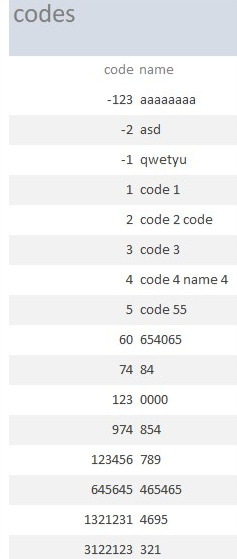 codes
code name
-123 aaaaaaaa
-2 asd
-1 qwetyu
1 code 1
2 code 2 code
3 code 3
4 code 4 name 4
5 code 55
60 654065
74 84
123 0000
974 854
123456 789
645645 465465
1321231 4695
3122123 321